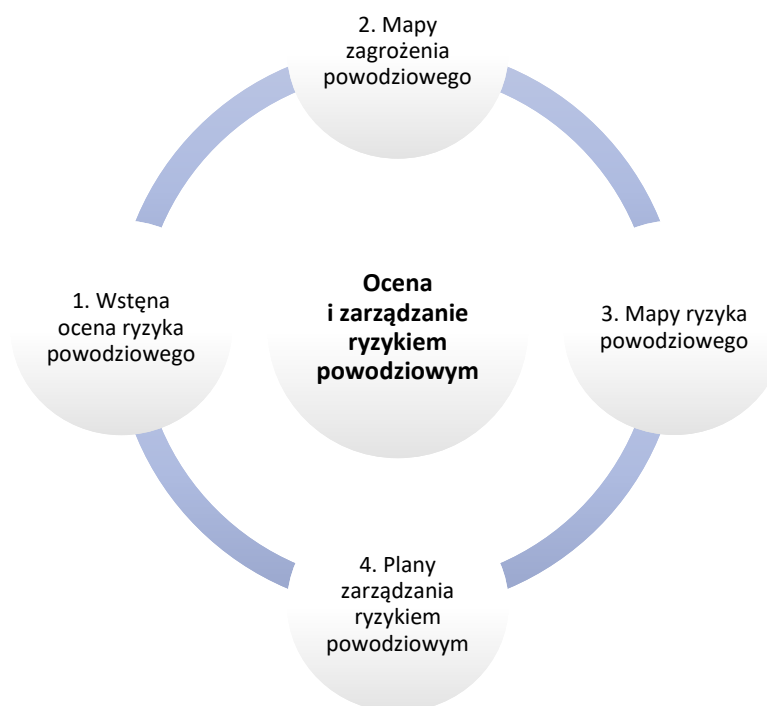 2. Mapy
zagrożenia
powodziowego
1. Wstęna
ocena ryzyka
powodziowego
Ocena
i zarządzanie
ryzykiem
powodziowym
3. Mapy ryzyka
powodziowego
4. Plany
zarządzania
ryzykiem
powodziowym